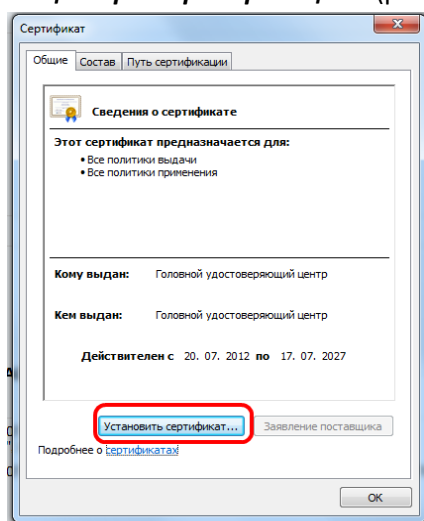 Сертификат
Общие Состав Путь сертификации
Сведения о сертификате
Этот сертификат предназначается для:
• Все политики выдачи
• Все политики применения
Кому выдан: Головной удостоверяющий центр
Кем выдан: Головной удостоверяющий центр
Действителен с 20. 07. 2012 по 17. 07. 2027
Установить сертификат... Заявление поставщика
Подробнее о сертификатах
ОК